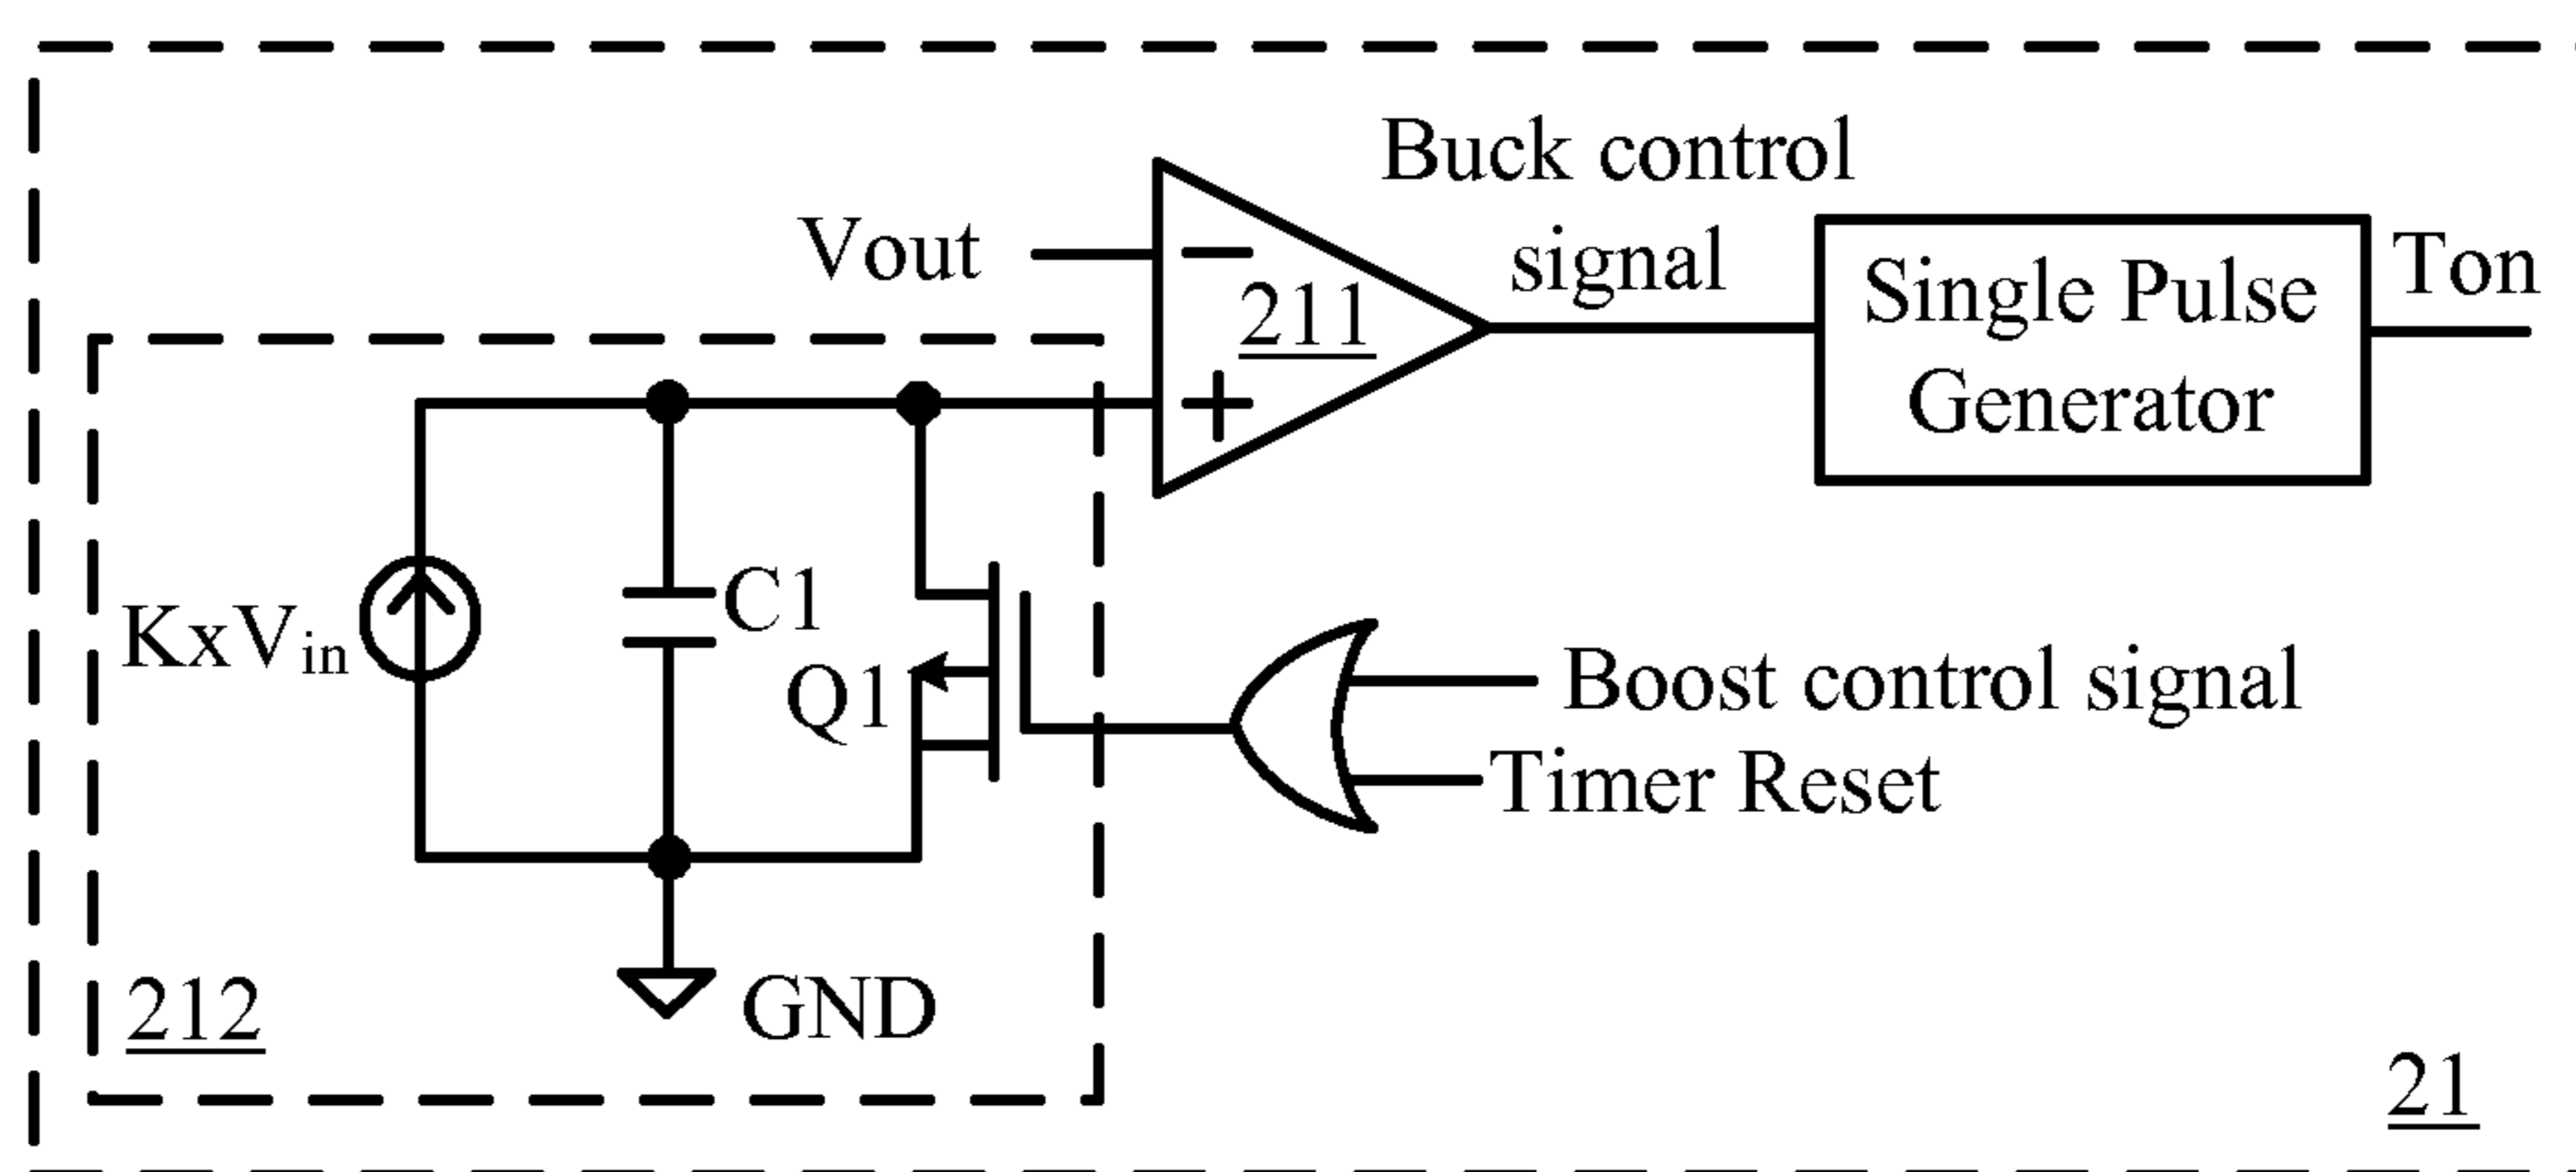 Buck control
signal
Vout
211
Single Pulse
Generator
Ton
KxVin
C1
Q1
Boost control signal
Timer Reset
GND
212
21